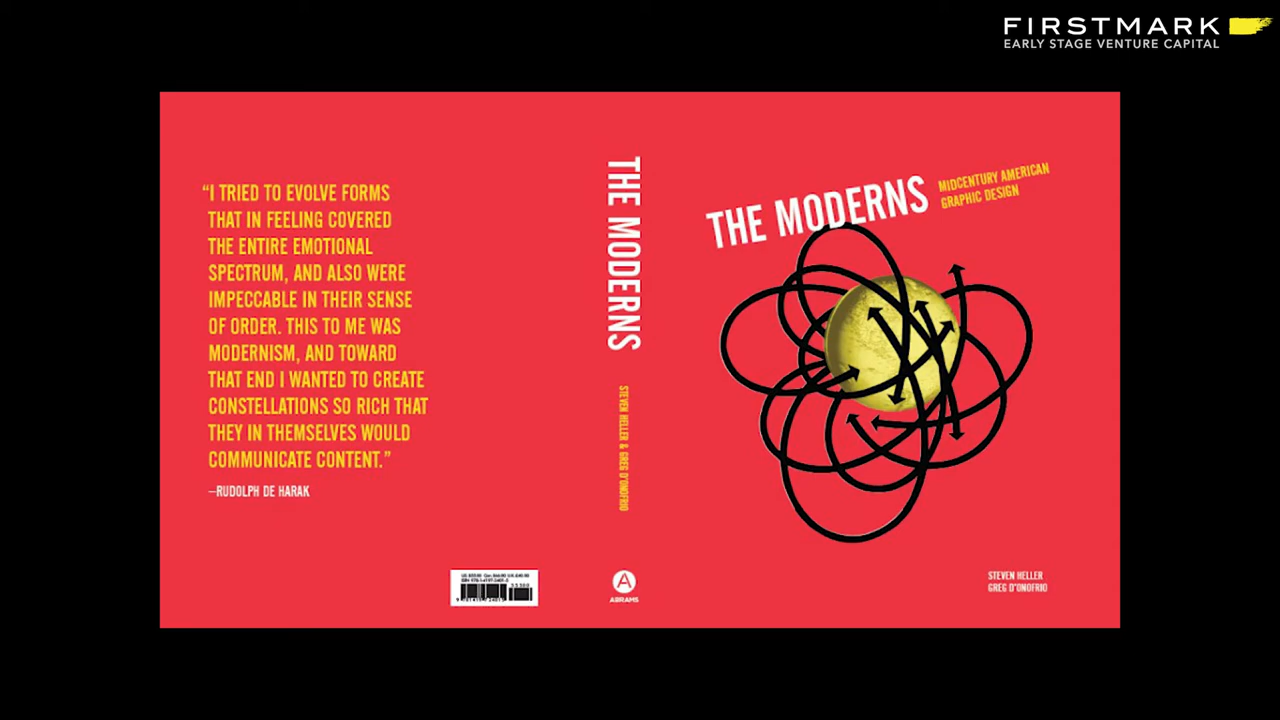 FIRSTMARK
EARLY STAGE VENTURE CAPITAL
“I TRIED TO EVOLVE FORMS
THAT IN FEELING COVERED
THE ENTIRE EMOTIONAL
SPECTRUM, AND ALSO WERE
IMPECCABLE IN THEIR SENSE
OF ORDER. THIS TO ME WAS
MODERNISM, AND TOWARD
THAT END I WANTED TO CREATE
CONSTELLATIONS SO RICH THAT
THEY IN THEMSELVES WOULD
COMMUNICATE CONTENT.”
—RUDOLPH DE HARAK
THE MODERNS
STEVEN HELLER & GREG D'ONOFRIO
A
ABRAMS
THE MODERNS
MIDCENTURY AMERICAN
GRAPHIC DESIGN
STEVEN HELLER
GREG D'ONOFRIO